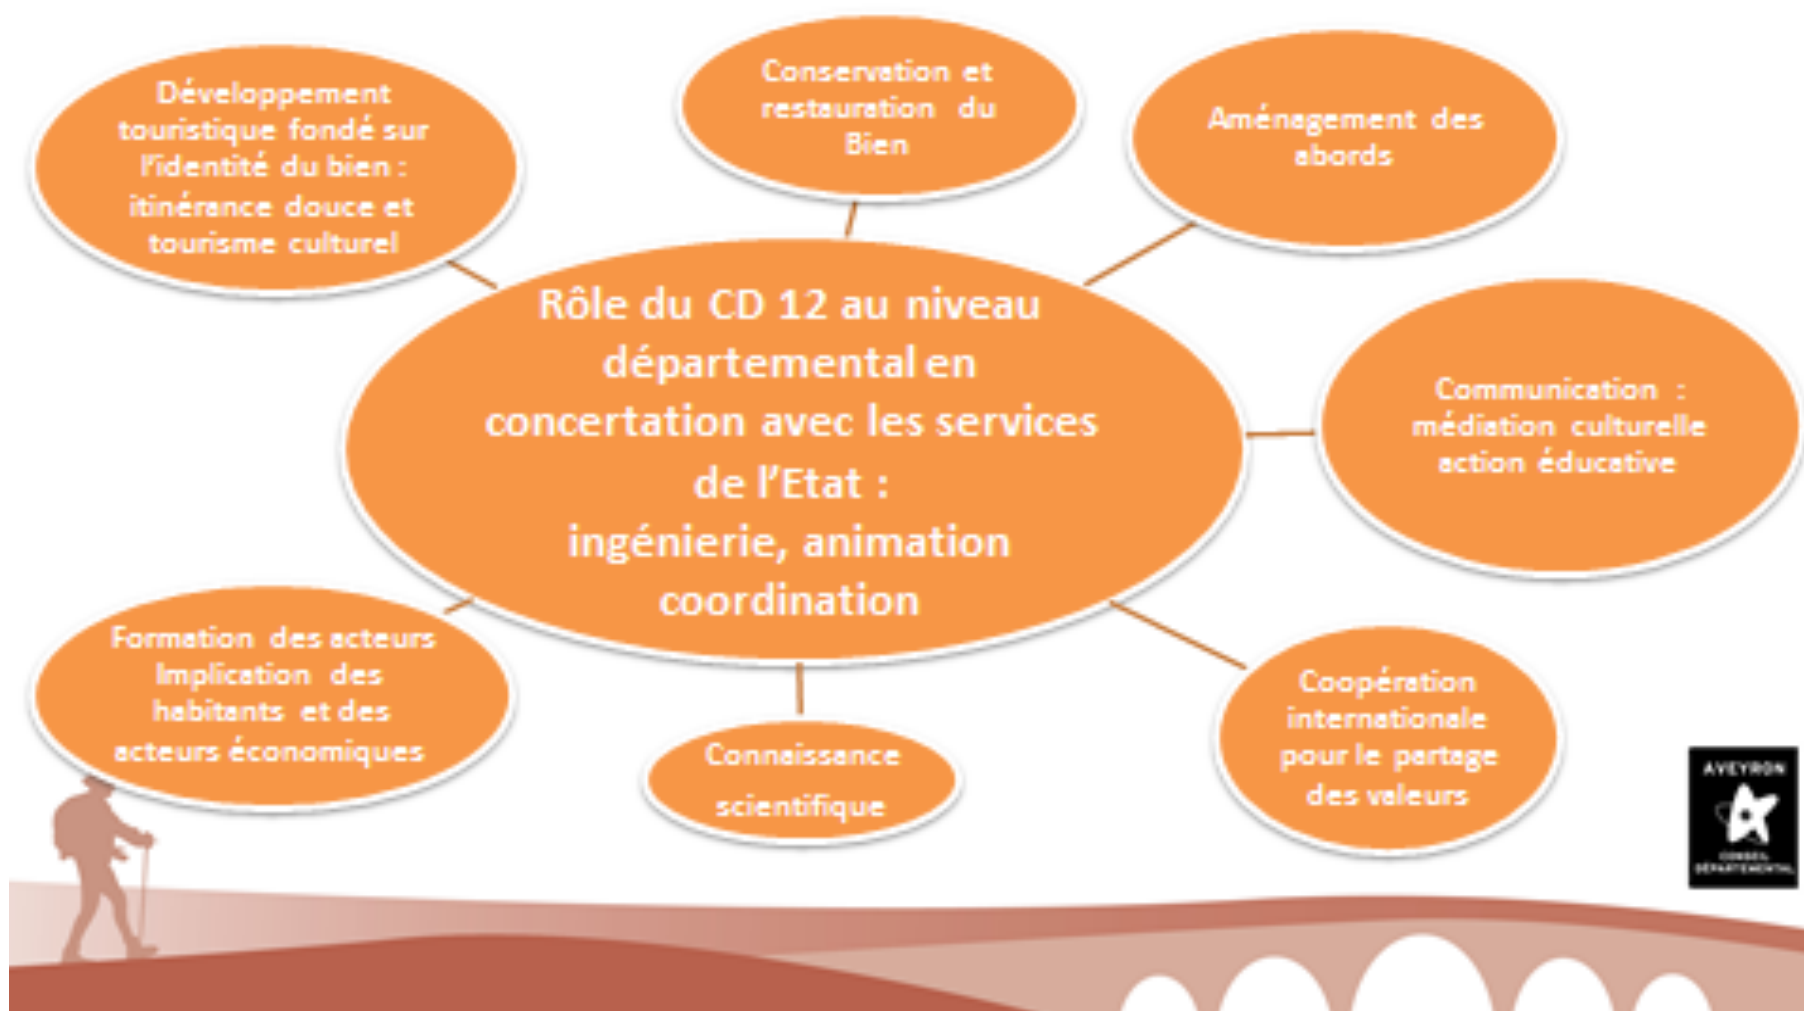 Développement
touristique fondé sur
l'identité du bien :
itinérance douce et
tourisme culturel
Conservation et
restauration du
Bien
Aménagement des
abords
Rôle du CD 12 au niveau
départemental en
concertation avec les services
de l'Etat :
ingénierie, animation
coordination
Communication :
médiation culturelle
action éducative
Formation des acteurs
Implication des
habitants et des
acteurs économiques
Connaissance
scientifique
Coopération
internationale
pour le partage
des valeurs
AVEYRON
CONSEIL
DÉPARTEMENTAL